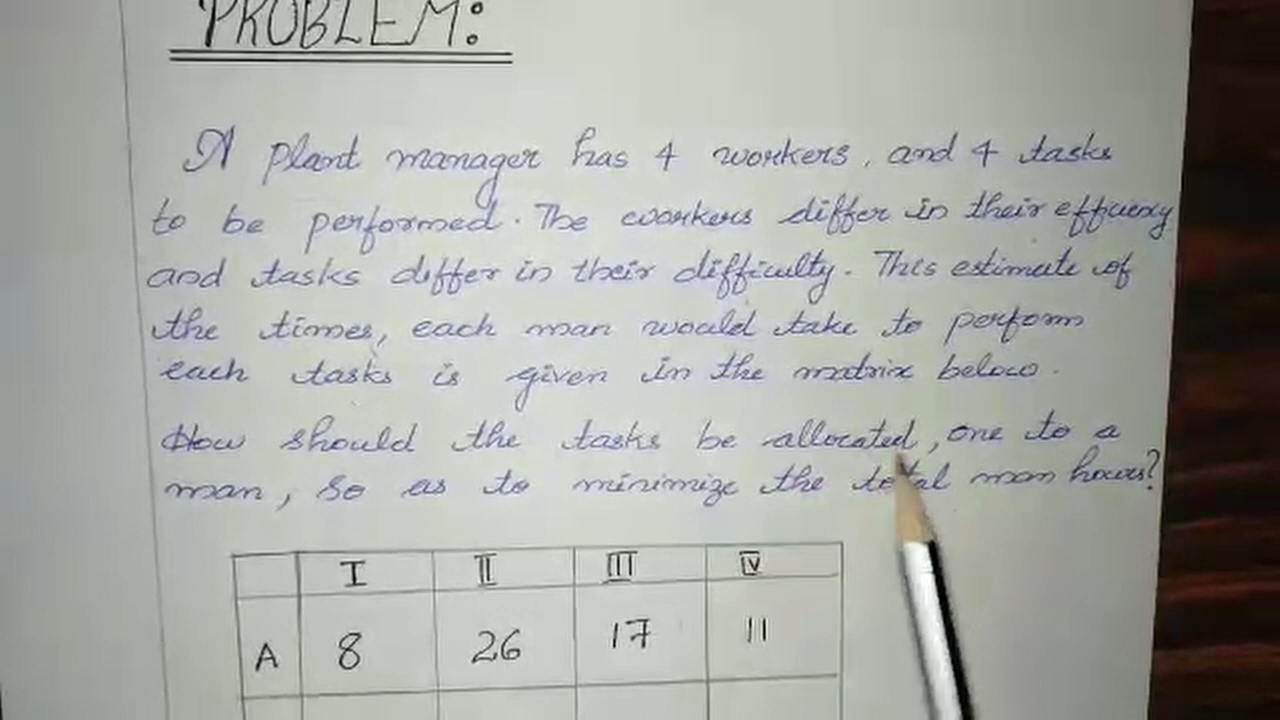 PROBLEM:
A plant manager has 4 workers, and 4 tasks
to be performed. The workers differ in their efficiency
and tasks differ in their difficulty. This estimate of
the times, each man would take to perform
each tasks is given in the matrix below.
How should the tasks be allocated, one to a
man, so as to minimize the total man hours?
I II III IV
A 8 26 17 11